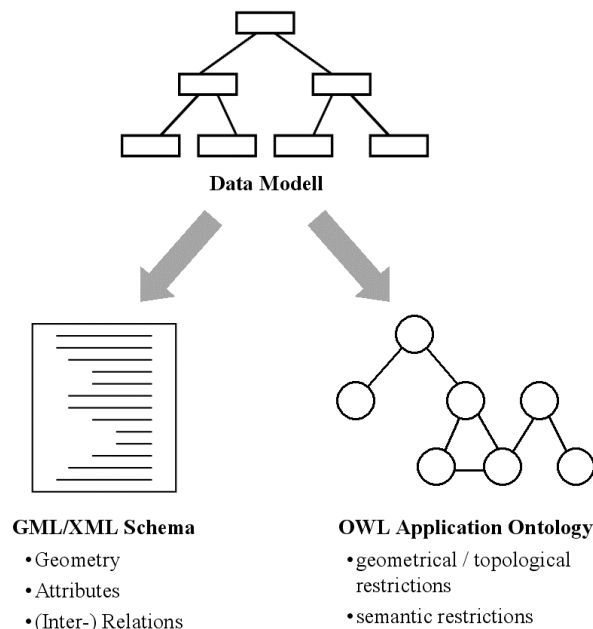 Data Modell
GML/XML Schema
• Geometry
• Attributes
• (Inter-) Relations
OWL Application Ontology
• geometrical / topological
restrictions
• semantic restrictions